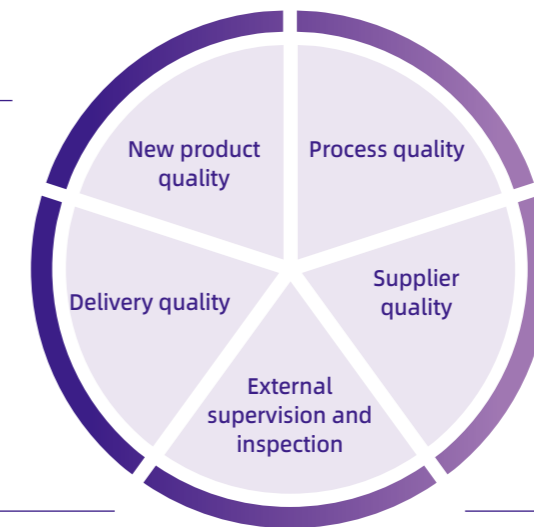 New product
quality
Process quality
Supplier
quality
Delivery quality
External
supervision and
inspection